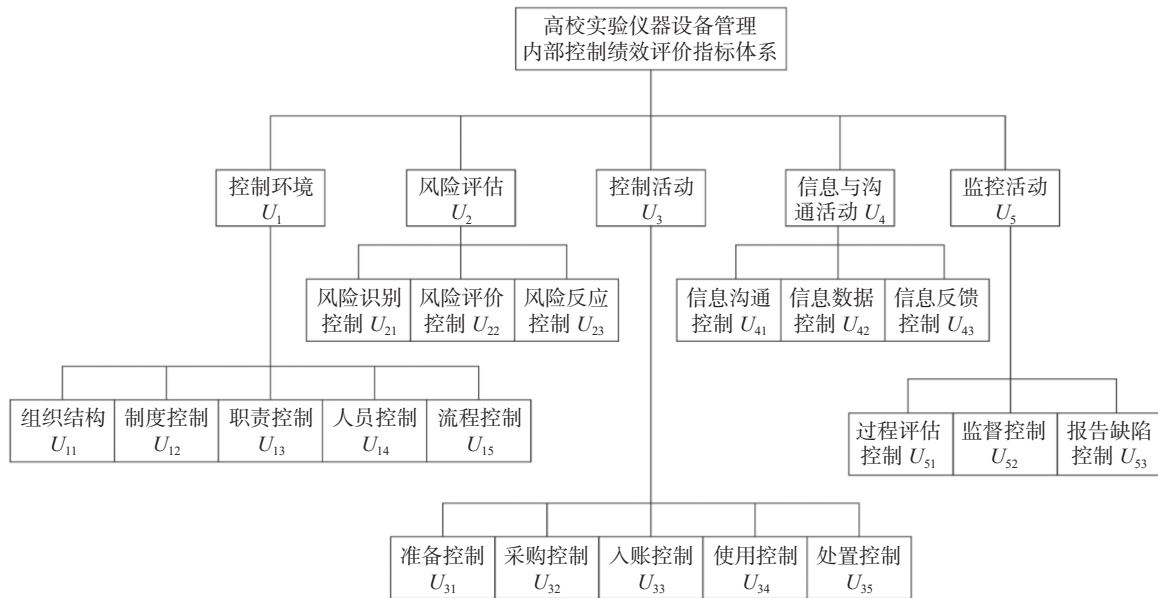 高校实验仪器设备管理
内部控制绩效评价指标体系
控制环境
U₁
风险评估
U₂
控制活动
U₃
信息与沟
通活动 U₄
监控活动
U₅
风险识别
控制 U₂₁
风险评价
控制 U₂₂
风险反应
控制 U₂₃
信息沟通
控制 U₄₁
信息数据
控制 U₄₂
信息反馈
控制 U₄₃
组织结构
U₁₁
制度控制
U₁₂
职责控制
U₁₃
人员控制
U₁₄
流程控制
U₁₅
过程评估
控制 U₅₁
监督控制
U₅₂
报告缺陷
控制 U₅₃
准备控制
U₃₁
采购控制
U₃₂
入账控制
U₃₃
使用控制
U₃₄
处置控制
U₃₅